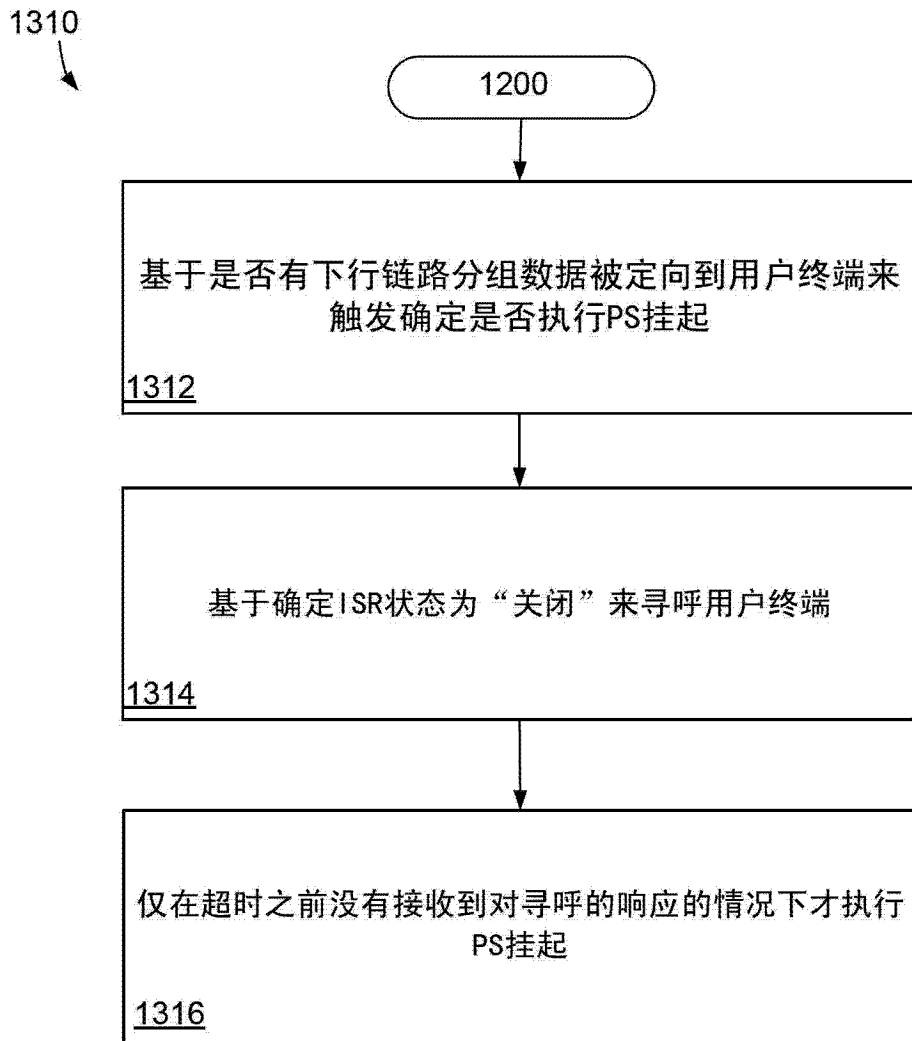 1310
1200
基于是否有下行链路分组数据被定向到用户终端来
触发确定是否执行PS挂起
1312
基于确定ISR状态为“关闭”来寻呼用户终端
1314
仅在超时之前没有接收到对寻呼的响应的情况下才执行
PS挂起
1316